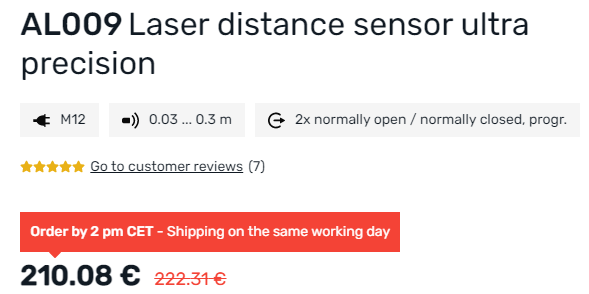 AL009 Laser distance sensor ultra
precision
M12 0.03 ... 0.3 m 2x normally open / normally closed, progr.
Go to customer reviews (7)
Order by 2 pm CET - Shipping on the same working day
210.08 € 222.31 €